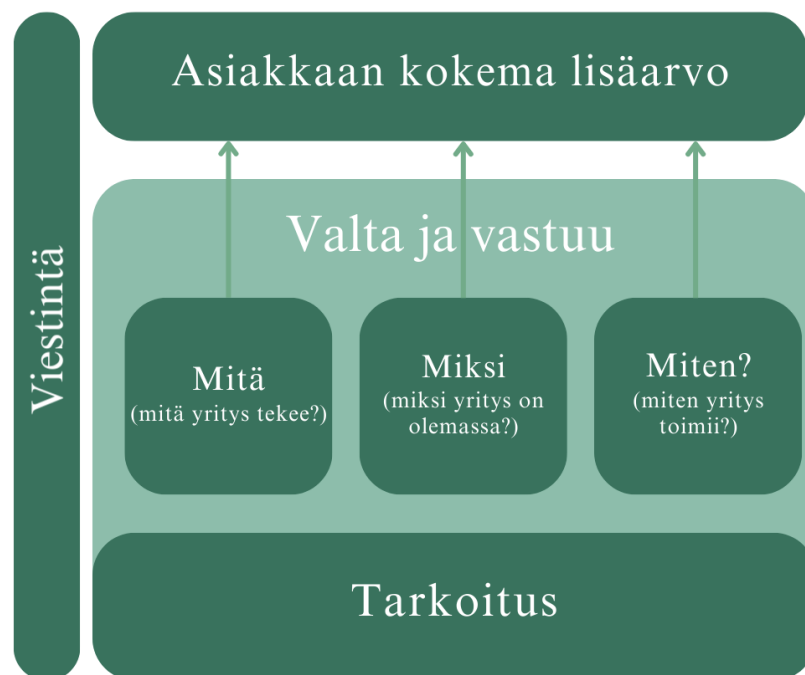 Asiakkaan kokema lisäarvo
Viestintä
Valta ja vastuu
Mitä
(mitä yritys tekee?)
Miksi
(miksi yritys on
olemassa?)
Miten?
(miten yritys
toimii?)
Tarkoitus